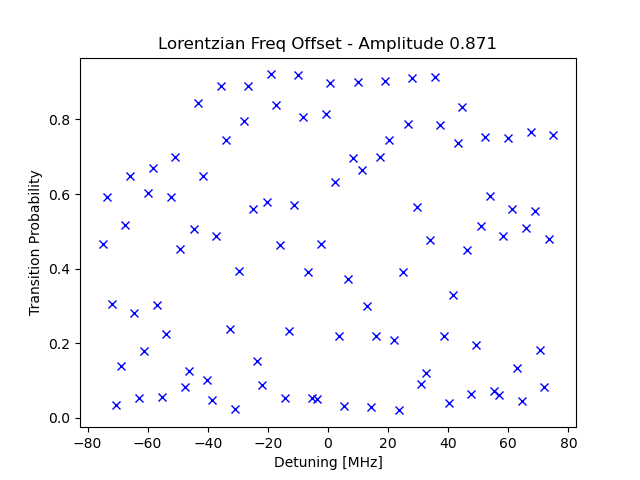 Lorentzian Freq Offset - Amplitude 0.871
Transition Probability
0.8
0.6
0.4
0.2
0.0
−80 −60 −40 −20 0 20 40 60 80
Detuning [MHz]